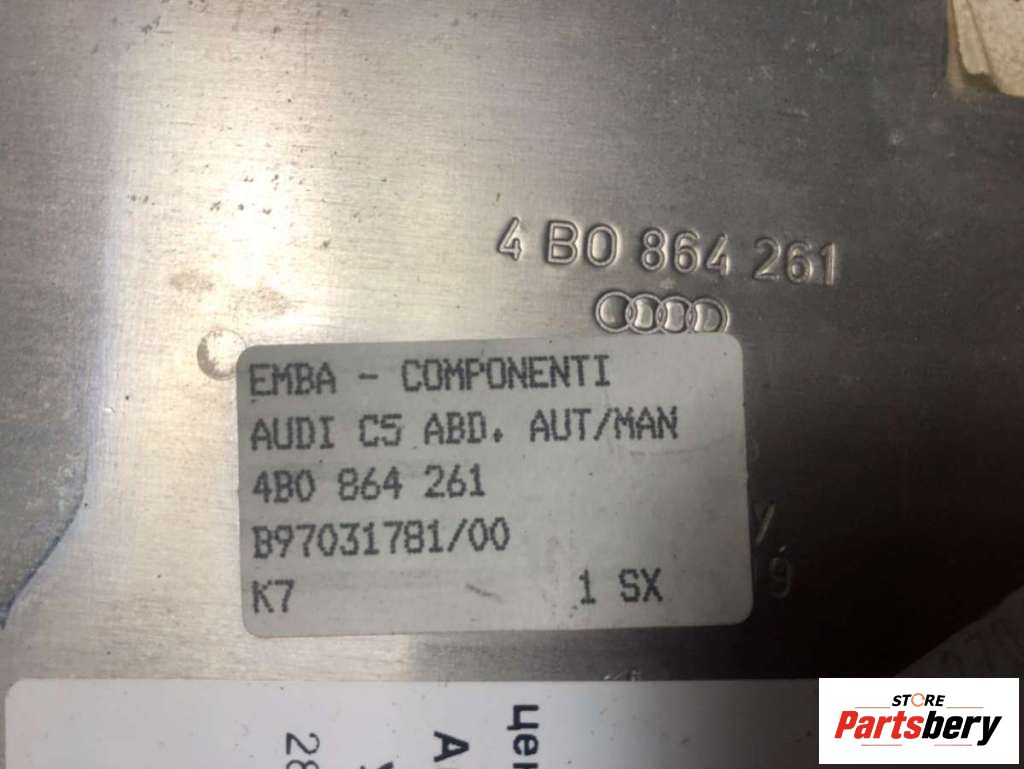 4 B0 864 261
EMBA - COMPONENTI
AUDI C5 ABD. AUT/MAN
4B0 864 261
B97031781/00
K7 1 SX
STORE
Partsbery